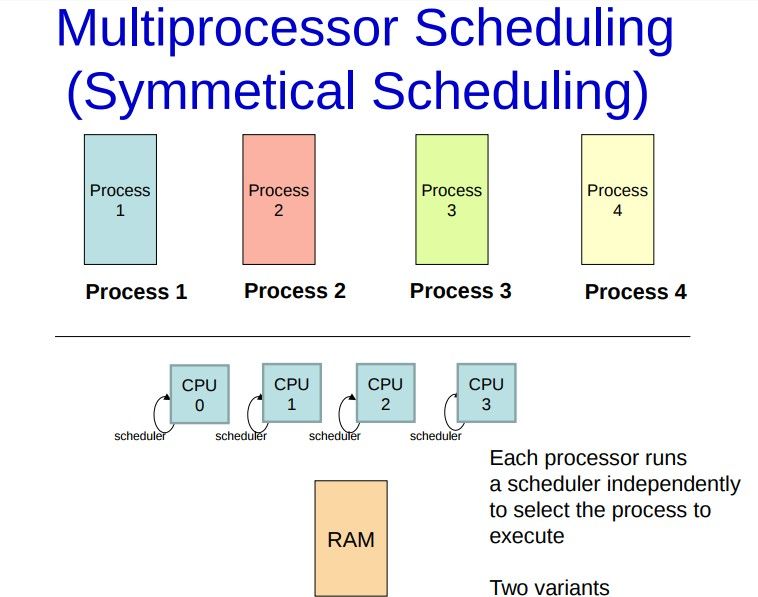 Multiprocessor Scheduling
(Symmetical Scheduling)
Process
1
Process
2
Process
3
Process
4
Process 1
Process 2
Process 3
Process 4
CPU
0
CPU
1
CPU
2
CPU
3
scheduler
scheduler
scheduler
scheduler
RAM
Each processor runs
a scheduler independently
to select the process to
execute
Two variants